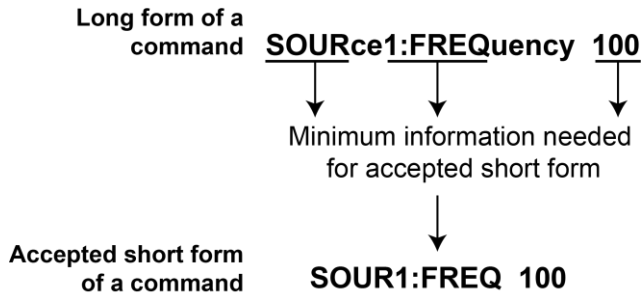 Long form of a
command
SOURce1:FREQuency 100
Minimum information needed
for accepted short form
Accepted short form
of a command
SOUR1:FREQ 100